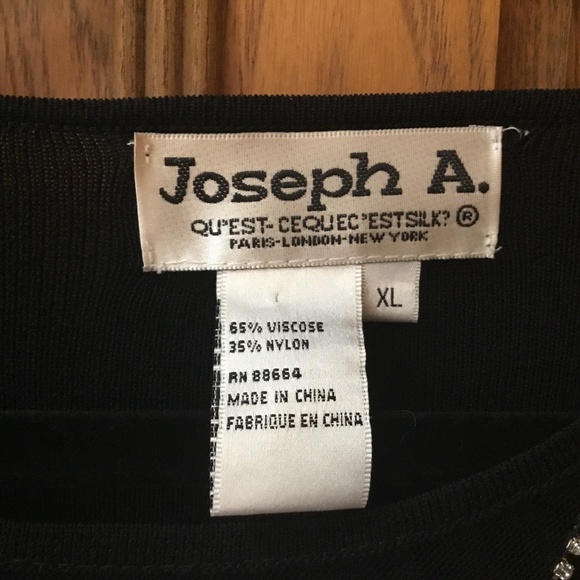 Joseph A.
QU'EST-CEQUEC'ESTSILK?®
PARIS-LONDON-NEW YORK
XL
65% VISCOSE
35% NYLON
RN 88664
MADE IN CHINA
FABRIQUE EN CHINA